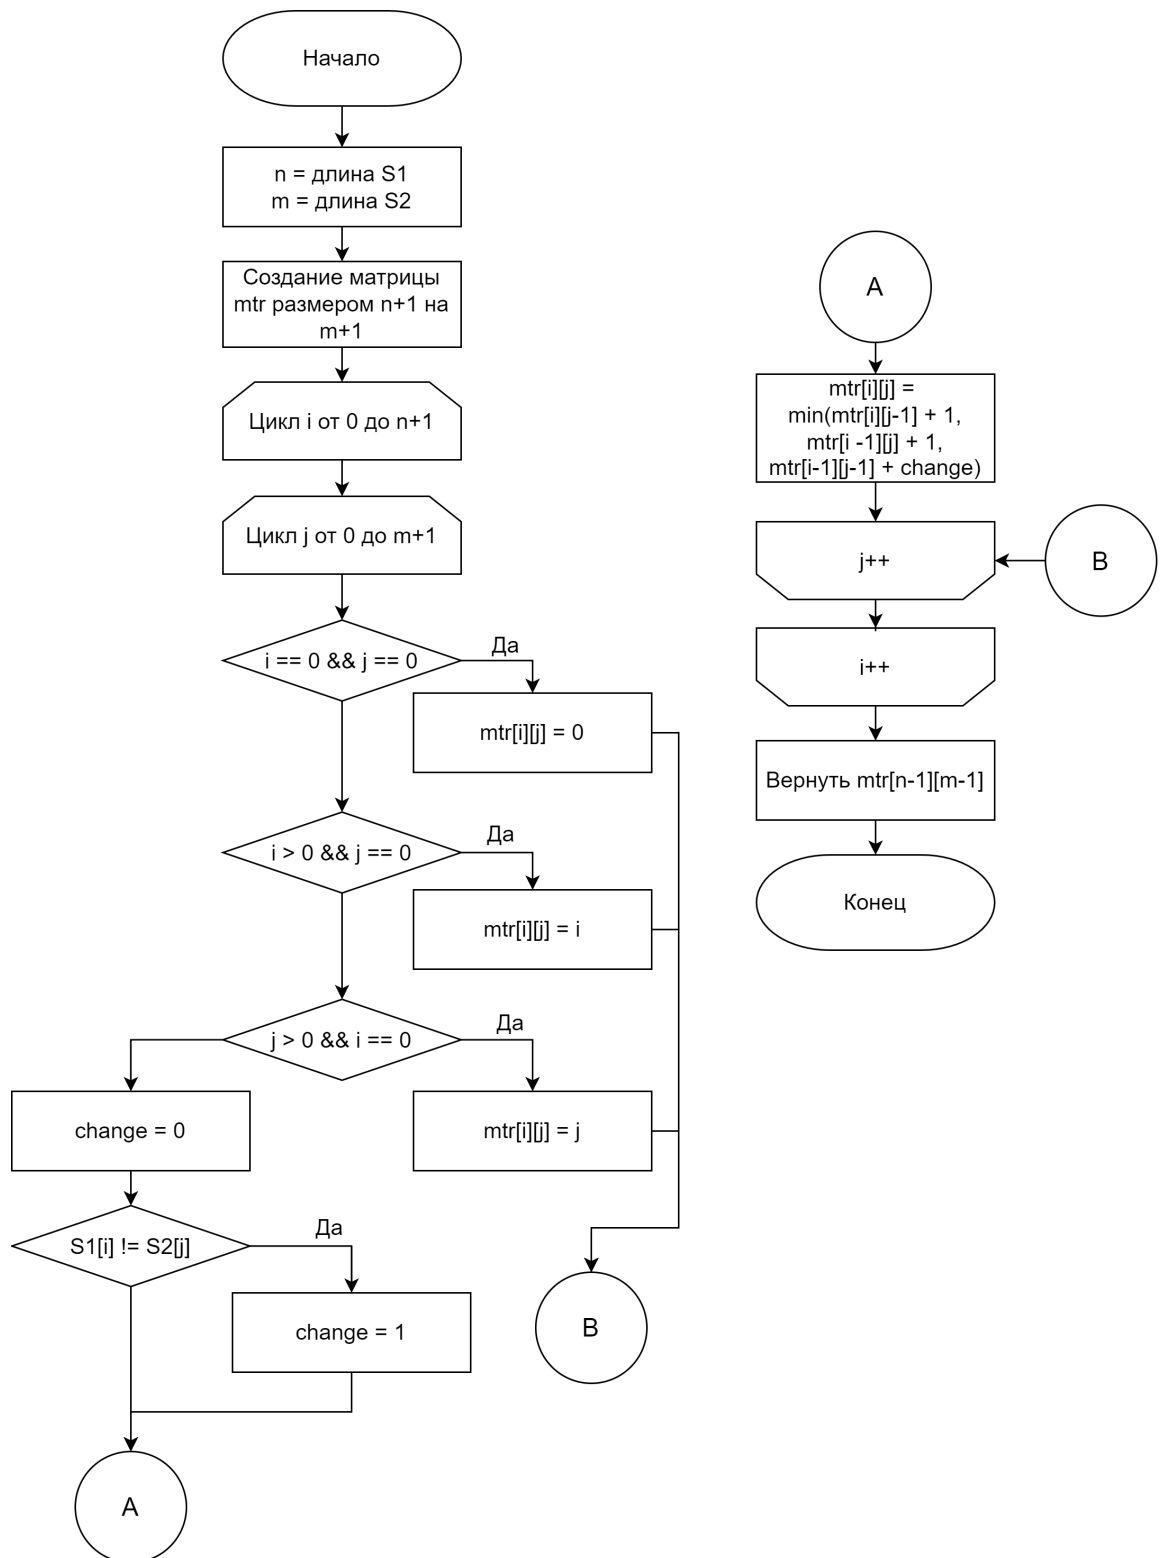 Начало
n = длина S1
m = длина S2
Создание матрицы
mtr размером n+1 на
m+1
Цикл i от 0 до n+1
Цикл j от 0 до m+1
i == 0 && j == 0
Да
mtr[i][j] = 0
i > 0 && j == 0
Да
mtr[i][j] = i
j > 0 && i == 0
Да
mtr[i][j] = j
change = 0
S1[i] != S2[j]
Да
change = 1
B
A
A
mtr[i][j] =
min(mtr[i][j-1] + 1,
mtr[i -1][j] + 1,
mtr[i-1][j-1] + change)
j++
B
i++
Вернуть mtr[n-1][m-1]
Конец